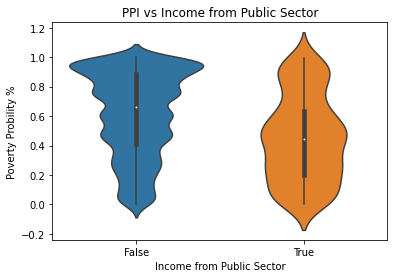 PPI vs Income from Public Sector
Poverty Probility %
1.2
1.0
0.8
0.6
0.4
0.2
0.0
−0.2
False
True
Income from Public Sector